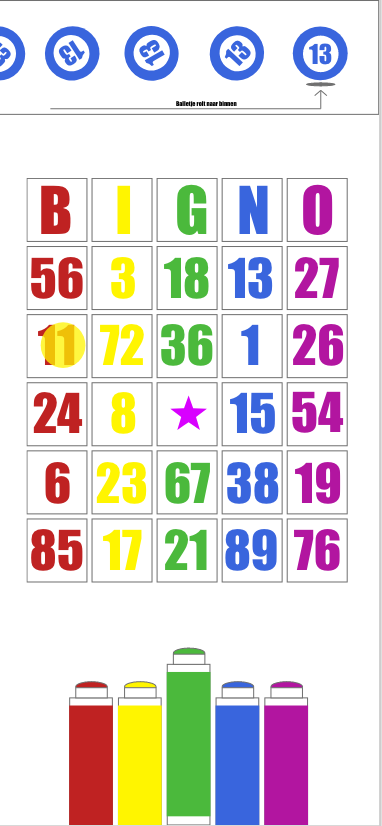 13 13 13 13 13
Balletje rolt naar binnen
B I G N O
56 3 18 13 27
11 72 36 1 26
24 8 15 54
6 23 67 38 19
85 17 21 89 76